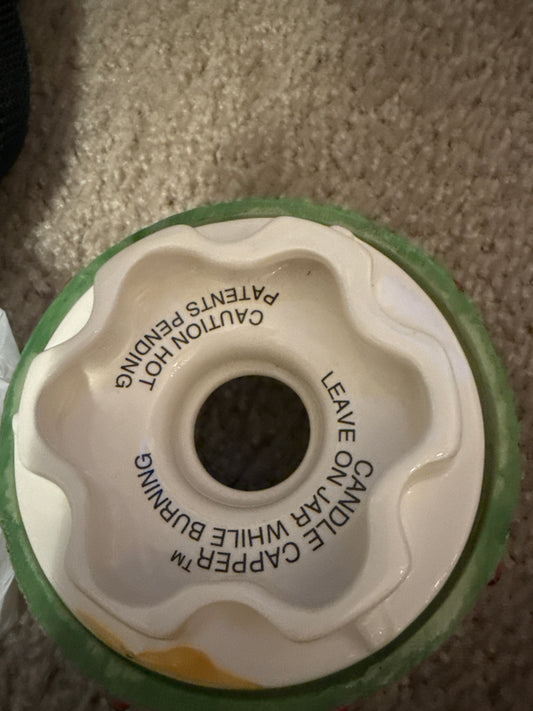 CANDLE CAPPER™
LEAVE ON JAR WHILE BURNING
CAUTION HOT
PATENTS PENDING